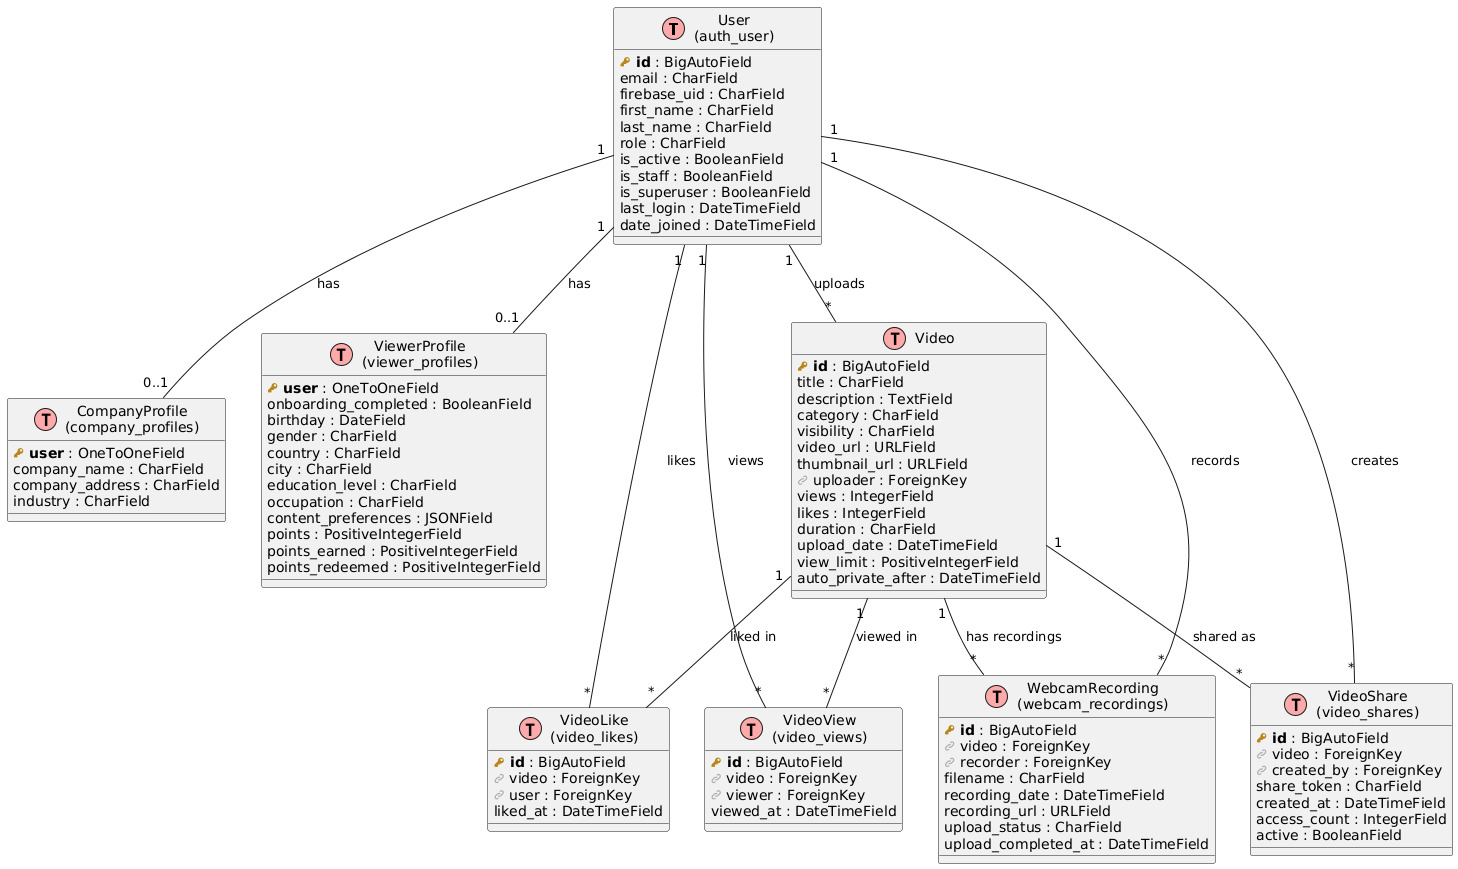 T
User
(auth_user)
id : BigAutoField
email : CharField
firebase_uid : CharField
first_name : CharField
last_name : CharField
role : CharField
is_active : BooleanField
is_staff : BooleanField
is_superuser : BooleanField
last_login : DateTimeField
date_joined : DateTimeField
1
1
1
1
1
1
1
has
has
uploads
0..1
0..1
*
T
CompanyProfile
(company_profiles)
user : OneToOneField
company_name : CharField
company_address : CharField
industry : CharField
T
ViewerProfile
(viewer_profiles)
user : OneToOneField
onboarding_completed : BooleanField
birthday : DateField
gender : CharField
country : CharField
city : CharField
education_level : CharField
occupation : CharField
content_preferences : JSONField
points : PositiveIntegerField
points_earned : PositiveIntegerField
points_redeemed : PositiveIntegerField
likes
views
T
Video
id : BigAutoField
title : CharField
description : TextField
category : CharField
visibility : CharField
video_url : URLField
thumbnail_url : URLField
uploader : ForeignKey
views : IntegerField
likes : IntegerField
duration : CharField
upload_date : DateTimeField
view_limit : PositiveIntegerField
auto_private_after : DateTimeField
records
creates
1
1
1
1
liked in
viewed in
has recordings
shared as
*
*
*
*
*
*
*
*
T
VideoLike
(video_likes)
id : BigAutoField
video : ForeignKey
user : ForeignKey
liked_at : DateTimeField
T
VideoView
(video_views)
id : BigAutoField
video : ForeignKey
viewer : ForeignKey
viewed_at : DateTimeField
T
WebcamRecording
(webcam_recordings)
id : BigAutoField
video : ForeignKey
recorder : ForeignKey
filename : CharField
recording_date : DateTimeField
recording_url : URLField
upload_status : CharField
upload_completed_at : DateTimeField
T
VideoShare
(video_shares)
id : BigAutoField
video : ForeignKey
created_by : ForeignKey
share_token : CharField
created_at : DateTimeField
access_count : IntegerField
active : BooleanField